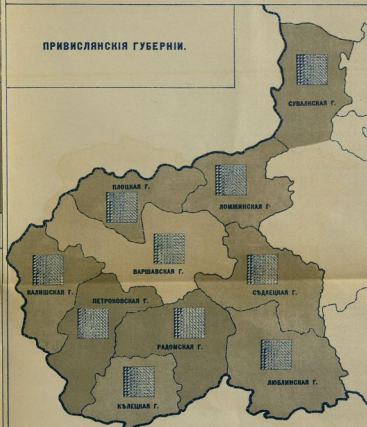 ПРИВИСЛЯНСКІЯ ГУБЕРНІИ.
СУВАЛКСКАЯ Г.
ПЛОЦКАЯ Г.
ЛОМЖИНСКАЯ Г
ВАРШАВСКАЯ Г.
КАЛИШСКАЯ Г.
СѢДЛЕЦКАЯ Г.
ПЕТРОКОВСКАЯ Г.
РАДОМСКАЯ Г.
ЛЮБЛИНСКАЯ Г.
КѢЛЕЦКАЯ Г.